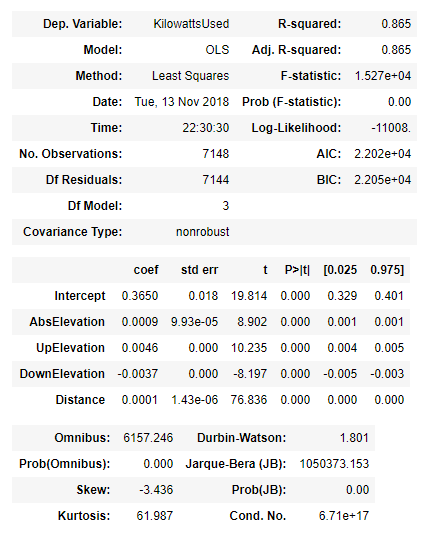 Dep. Variable: KilowattsUsed R-squared: 0.865
Model: OLS Adj. R-squared: 0.865
Method: Least Squares F-statistic: 1.527e+04
Date: Tue, 13 Nov 2018 Prob (F-statistic): 0.00
Time: 22:30:30 Log-Likelihood: -11008.
No. Observations: 7148 AIC: 2.202e+04
Df Residuals: 7144 BIC: 2.205e+04
Df Model: 3
Covariance Type: nonrobust
coef std err t P>|t| [0.025 0.975]
Intercept 0.3650 0.018 19.814 0.000 0.329 0.401
AbsElevation 0.0009 9.93e-05 8.902 0.000 0.001 0.001
UpElevation 0.0046 0.000 10.235 0.000 0.004 0.005
DownElevation -0.0037 0.000 -8.197 0.000 -0.005 -0.003
Distance 0.0001 1.43e-06 76.836 0.000 0.000 0.000
Omnibus: 6157.246 Durbin-Watson: 1.801
Prob(Omnibus): 0.000 Jarque-Bera (JB): 1050373.153
Skew: -3.436 Prob(JB): 0.00
Kurtosis: 61.987 Cond. No. 6.71e+17